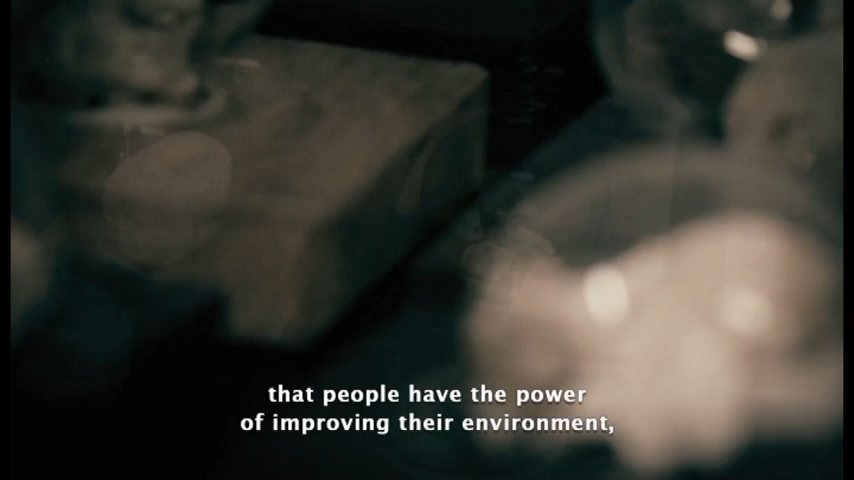 that people have the power
of improving their environment,